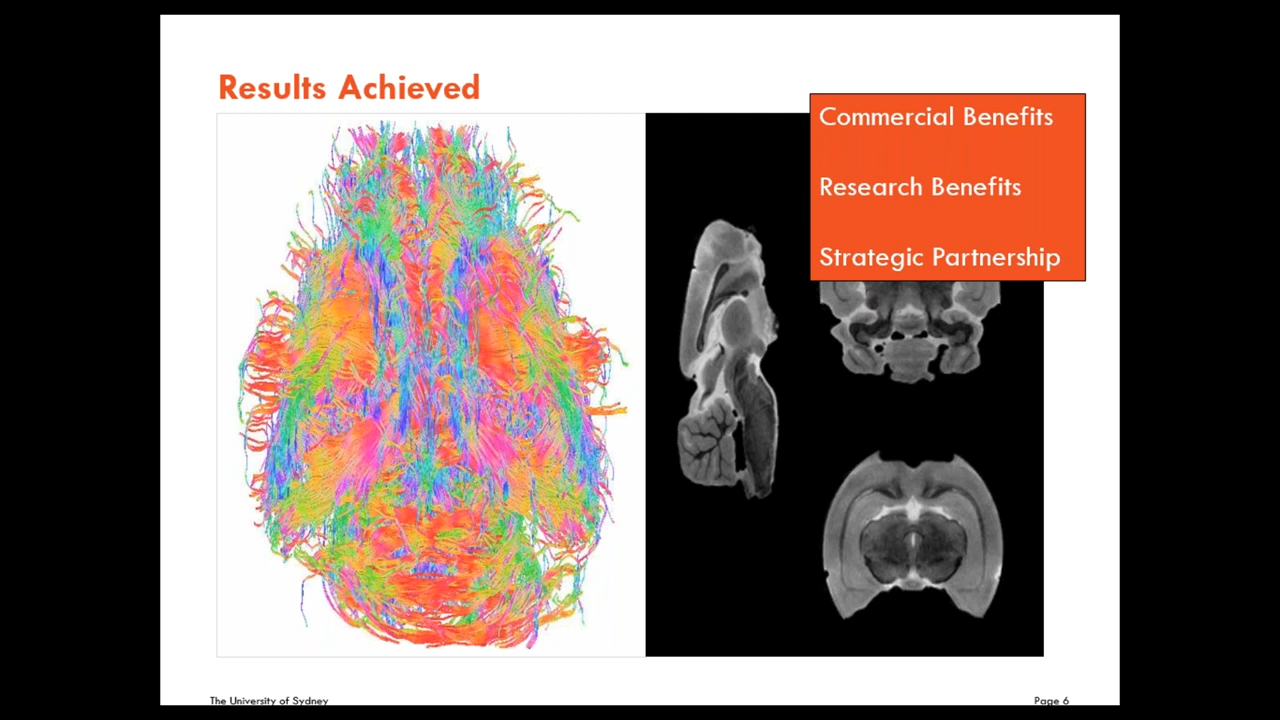 Results Achieved
Commercial Benefits
Research Benefits
Strategic Partnership
The University of Sydney
Page 6